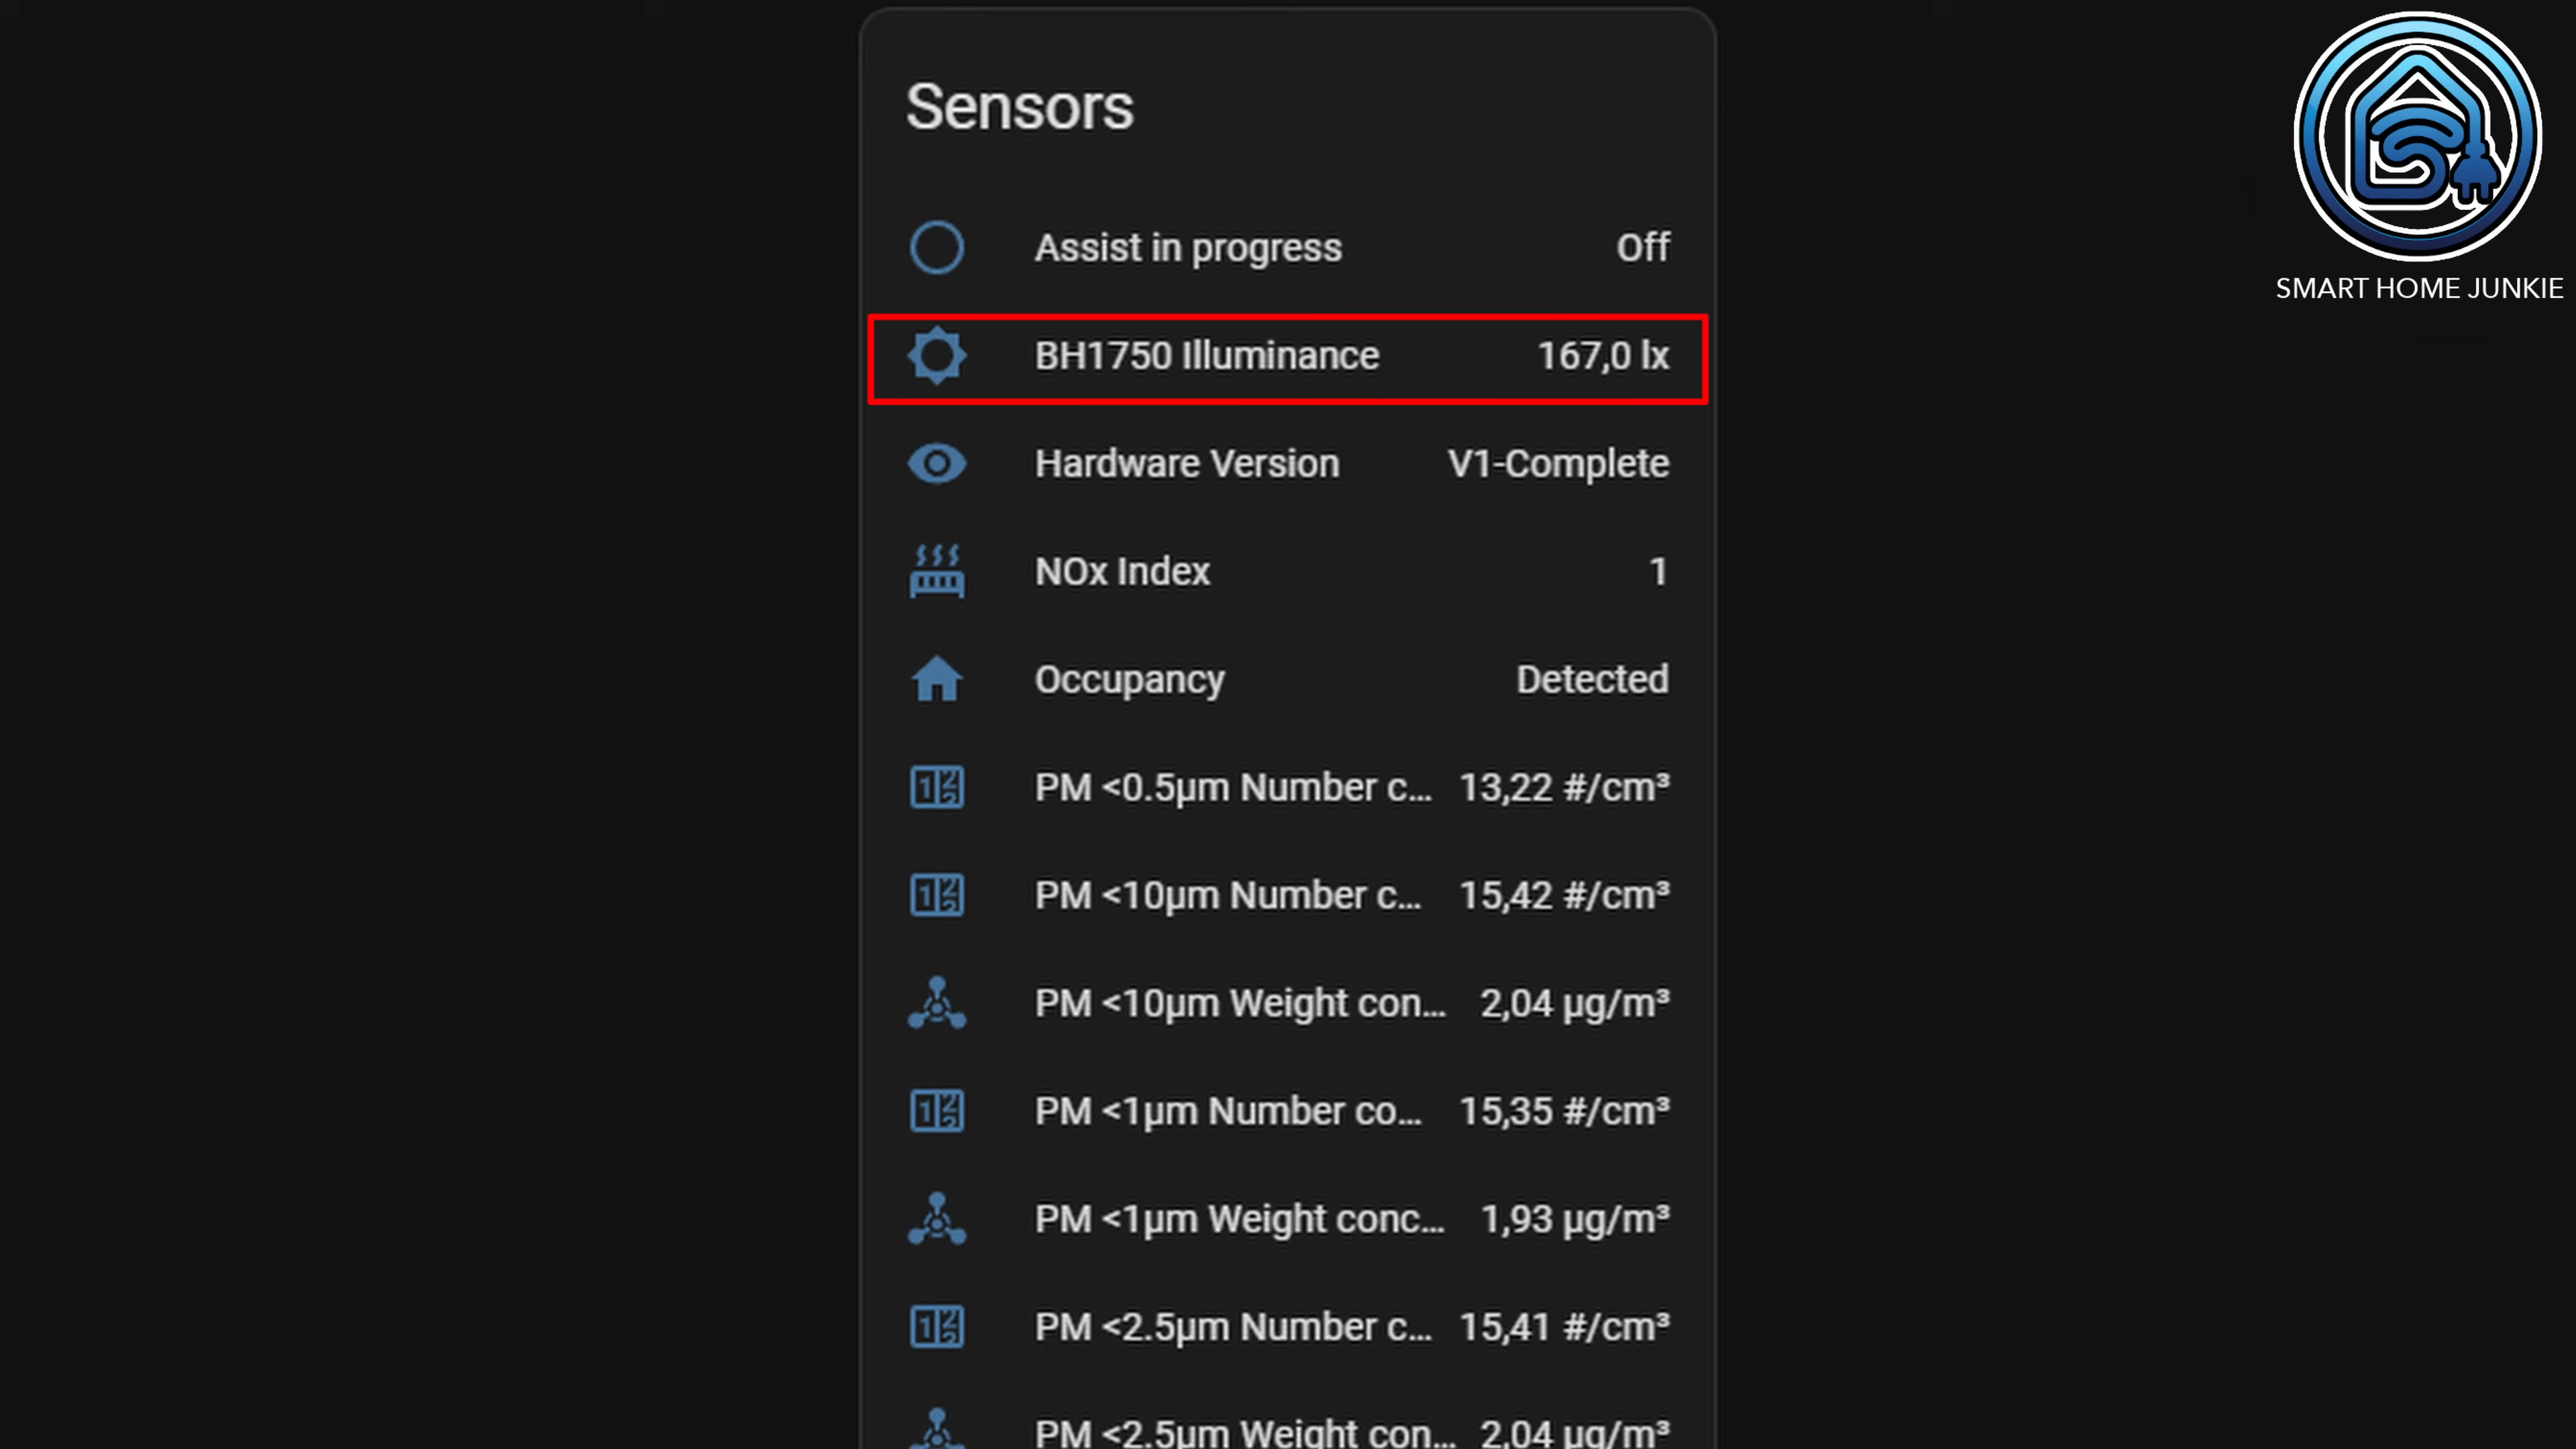 Sensors
SMART HOME JUNKIE
Assist in progress Off
BH1750 Illuminance 167,0 lx
Hardware Version V1-Complete
NOx Index 1
Occupancy Detected
PM <0.5µm Number c... 13,22 #/cm³
PM <10µm Number c... 15,42 #/cm³
PM <10µm Weight con... 2,04 µg/m³
PM <1µm Number co... 15,35 #/cm³
PM <1µm Weight conc... 1,93 µg/m³
PM <2.5µm Number c... 15,41 #/cm³
PM <2.5µm Weight con... 2,04 µg/m³